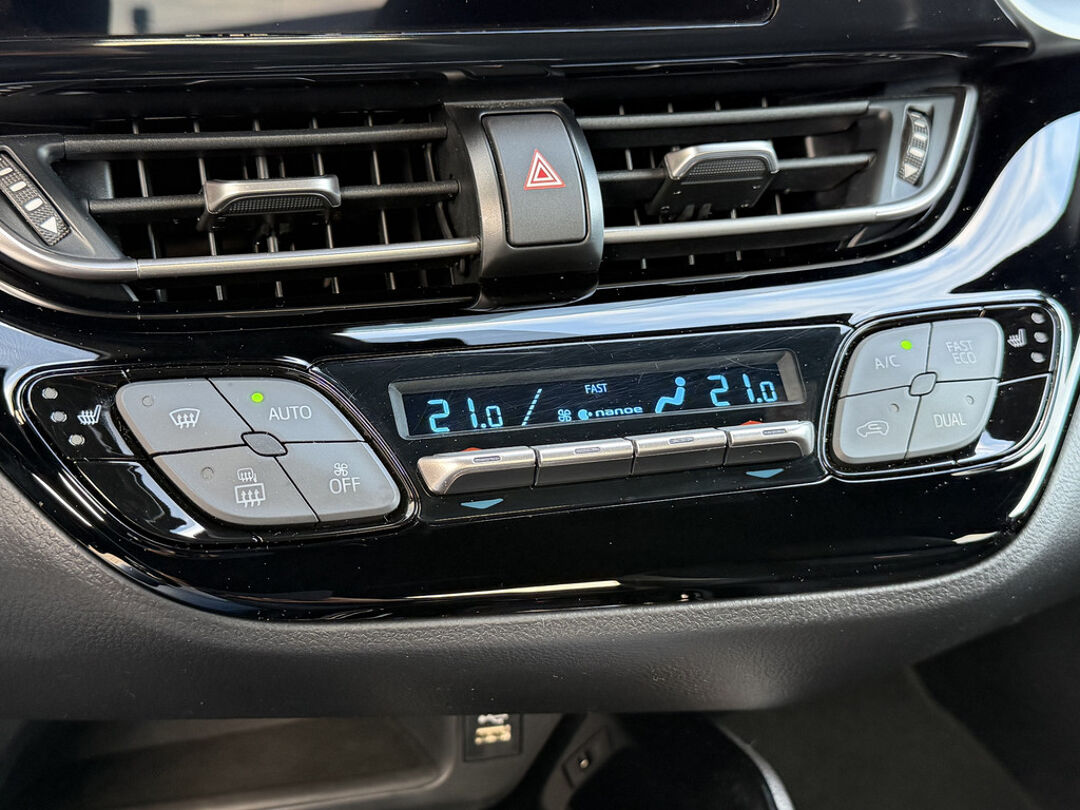 AUTO
OFF
21.0
FAST
nanoe
21.0
A/C
FAST
ECO
DUAL